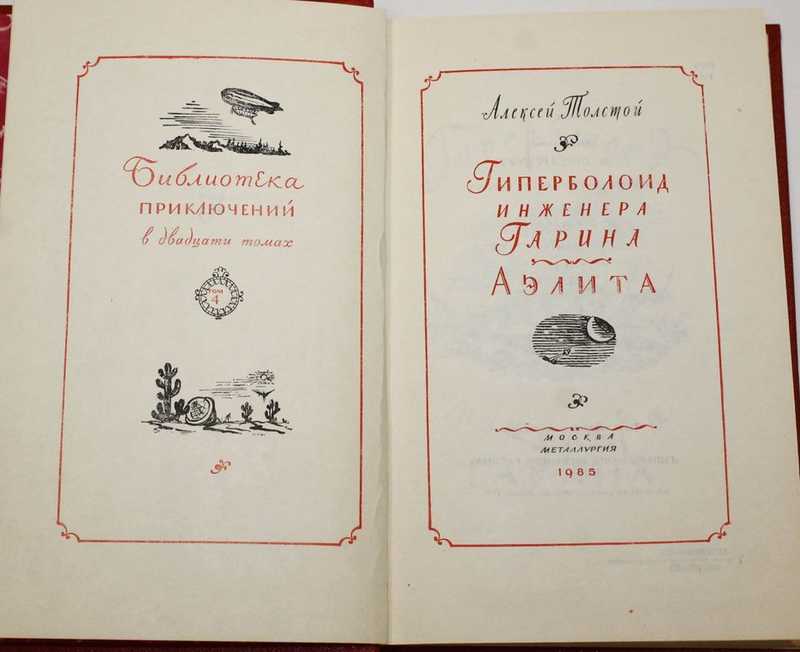 Библиотека
ПРИКЛЮЧЕНИЙ
в двадцати томах
ТОМ
4
Алексей Толстой
ГИПЕРБОЛОИД
ИНЖЕНЕРА
ГАРИНА
АЭЛИТА
МОСКВА
МЕТАЛЛУРГИЯ
1985